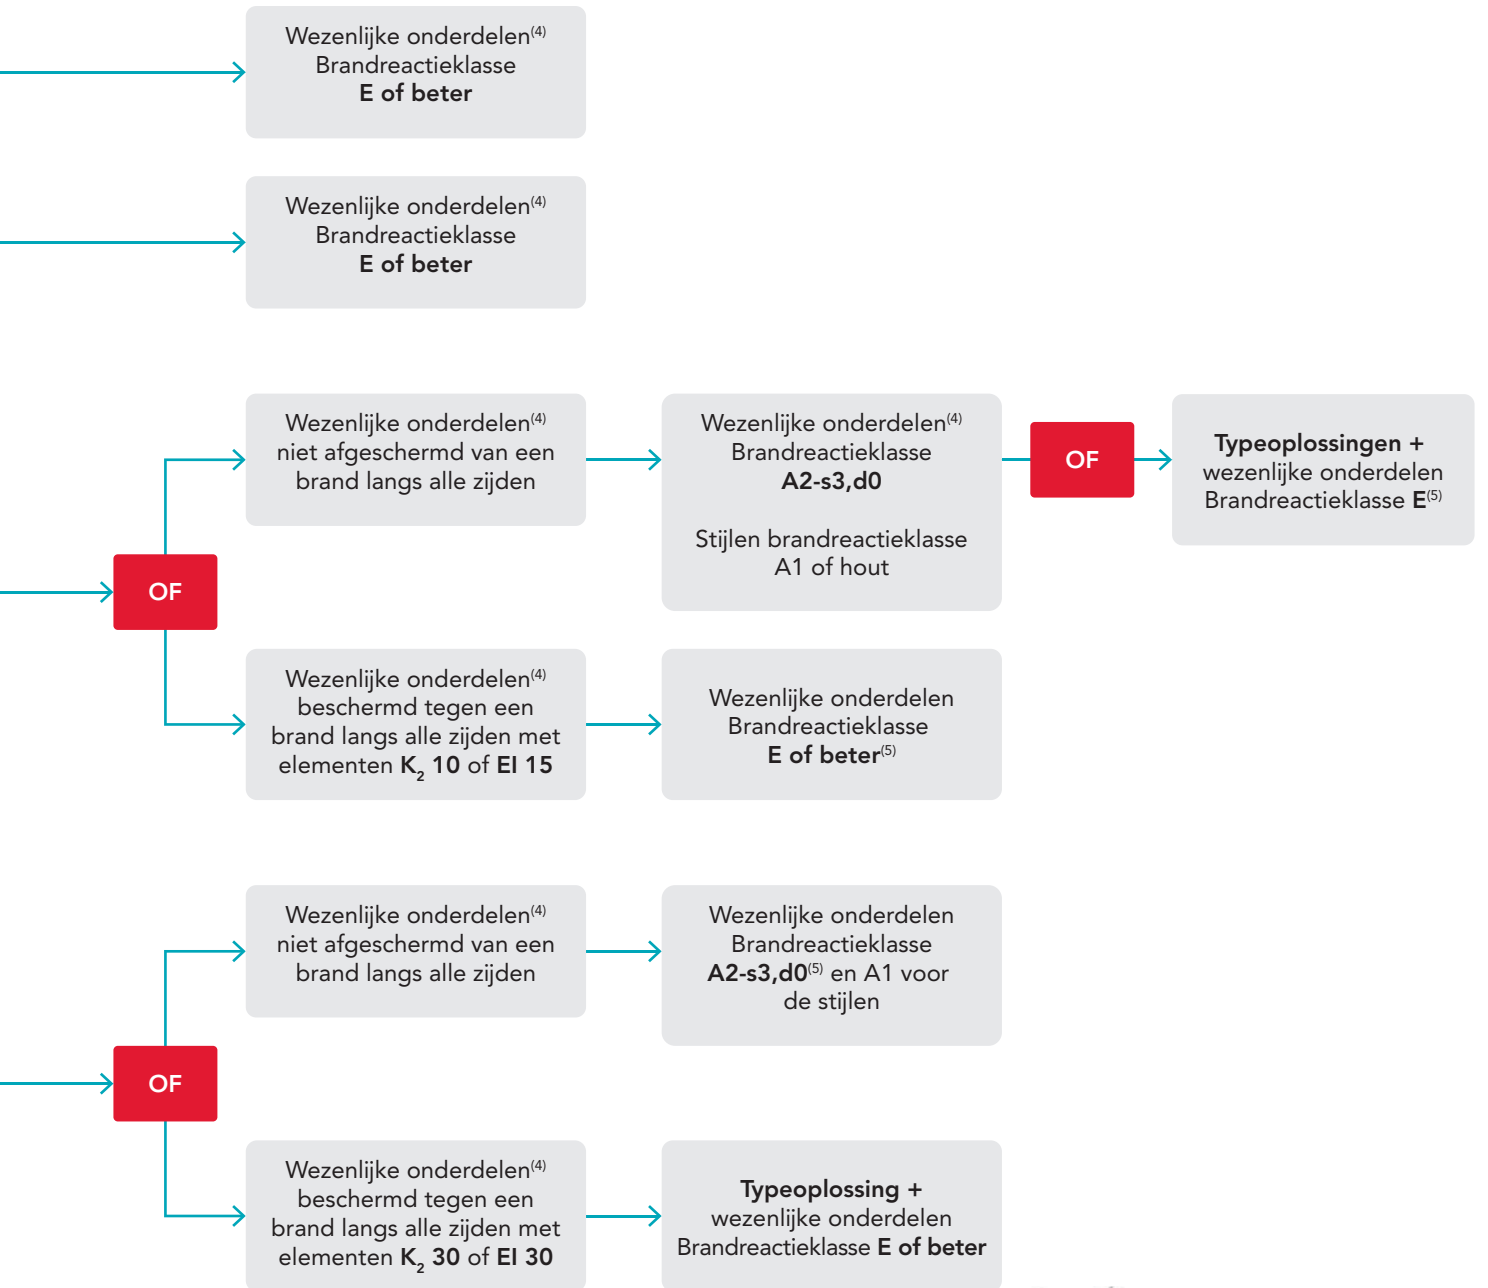 Wezenlijke onderdelen(4)
Brandreactieklasse
E of beter
Wezenlijke onderdelen(4)
Brandreactieklasse
E of beter
OF
Wezenlijke onderdelen(4)
niet afgeschermd van een
brand langs alle zijden
Wezenlijke onderdelen(4)
Brandreactieklasse
A2-s3,d0
Stijlen brandreactieklasse
A1 of hout
OF
Typeoplossingen +
wezenlijke onderdelen
Brandreactieklasse E(5)
Wezenlijke onderdelen(4)
beschermd tegen een
brand langs alle zijden met
elementen K2 10 of EI 15
Wezenlijke onderdelen
Brandreactieklasse
E of beter(5)
OF
Wezenlijke onderdelen(4)
niet afgeschermd van een
brand langs alle zijden
Wezenlijke onderdelen
Brandreactieklasse
A2-s3,d0(5) en A1 voor
de stijlen
Wezenlijke onderdelen(4)
beschermd tegen een
brand langs alle zijden met
elementen K2 30 of EI 30
Typeoplossing +
wezenlijke onderdelen
Brandreactieklasse E of beter